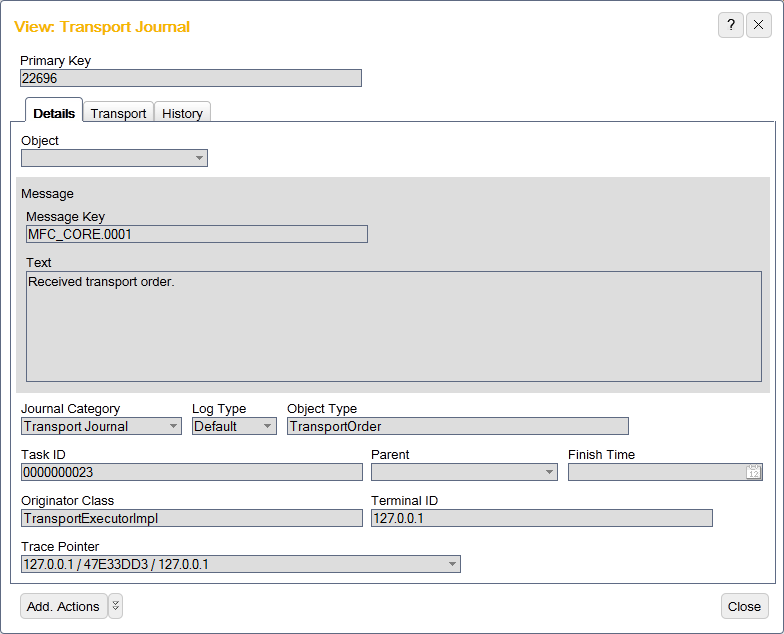 View: Transport Journal
?
Primary Key
22696
Details
Transport
History
Object
Message
Message Key
MFC_CORE.0001
Text
Received transport order.
Journal Category
Log Type
Object Type
Transport Journal
Default
TransportOrder
Task ID
Parent
Finish Time
0000000023
12
Originator Class
Terminal ID
TransportExecutorImpl
127.0.0.1
Trace Pointer
127.0.0.1 / 47E33DD3 / 127.0.0.1
Add. Actions
Close